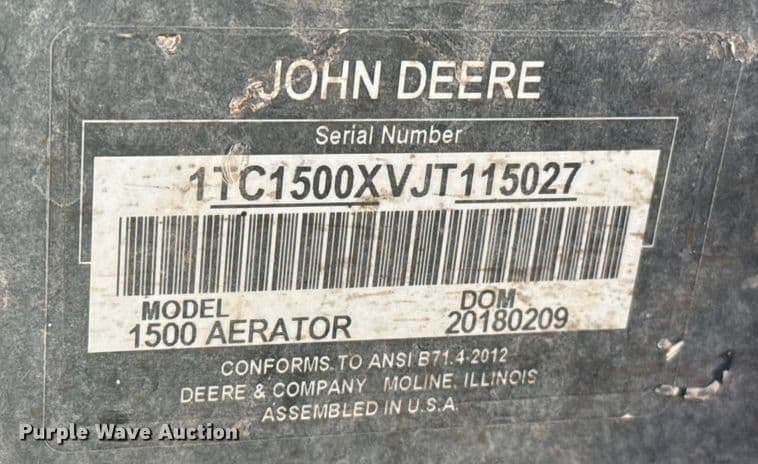 JOHN DEERE
Serial Number
1TC1500XVJT115027
MODEL
1500 AERATOR
DOM
20180209
CONFORMS TO ANSI B71.4-2012
DEERE & COMPANY MOLINE, ILLINOIS
ASSEMBLED IN U.S.A.
Purple Wave Auction